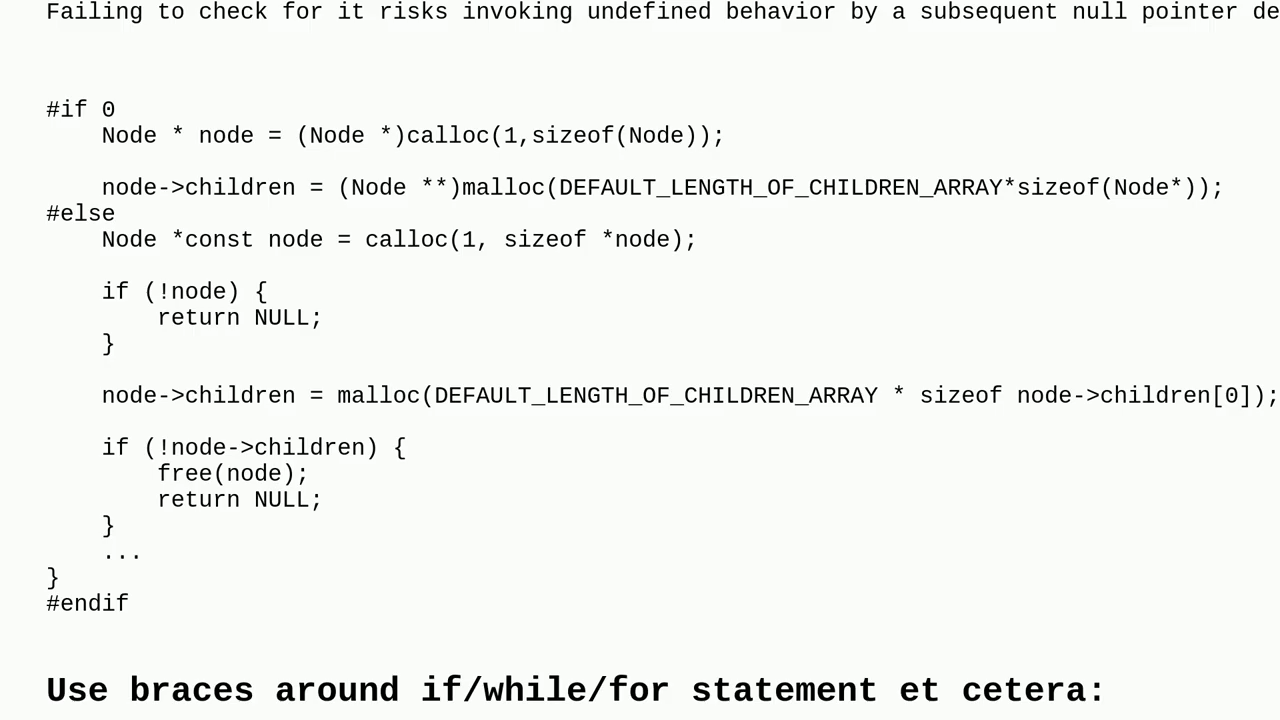 Failing to check for it risks invoking undefined behavior by a subsequent null pointer de
#if 0
    Node * node = (Node *)calloc(1,sizeof(Node));
    node->children = (Node **)malloc(DEFAULT_LENGTH_OF_CHILDREN_ARRAY*sizeof(Node*));
#else
    Node *const node = calloc(1, sizeof *node);
    if (!node) {
        return NULL;
    }
    node->children = malloc(DEFAULT_LENGTH_OF_CHILDREN_ARRAY * sizeof node->children[0]);
    if (!node->children) {
        free(node);
        return NULL;
    }
    ...
}
#endif
Use braces around if/while/for statement et cetera: